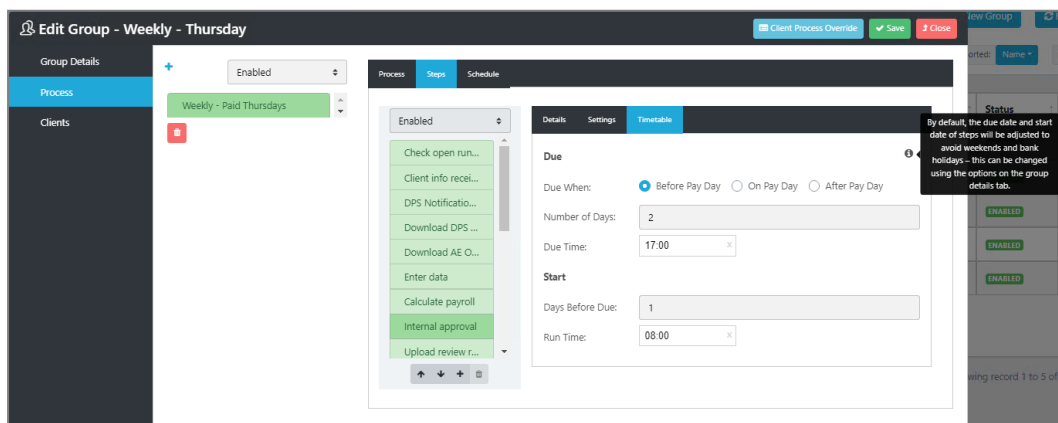 Edit Group - Weekly - Thursday
Client Process Override
Save
Close
New Group
Group Details
Process
Clients
Enabled
Weekly - Paid Thursdays
Process
Steps
Schedule
Enabled
Check open run...
Client info recei...
DPS Notificatio...
Download DPS ...
Download AE O...
Enter data
Calculate payroll
Internal approval
Upload review r...
Details
Settings
Timetable
Due
Due When:
Before Pay Day
On Pay Day
After Pay Day
Number of Days:
2
Due Time:
17:00
x
Start
Days Before Due:
1
Run Time:
08:00
x
orted:
Name
Status
By default, the due date and start
date of steps will be adjusted to
avoid weekends and bank
holidays – this can be changed
using the options on the group
details tab.
ENABLED
ENABLED
ENABLED
wing record 1 to 5 of